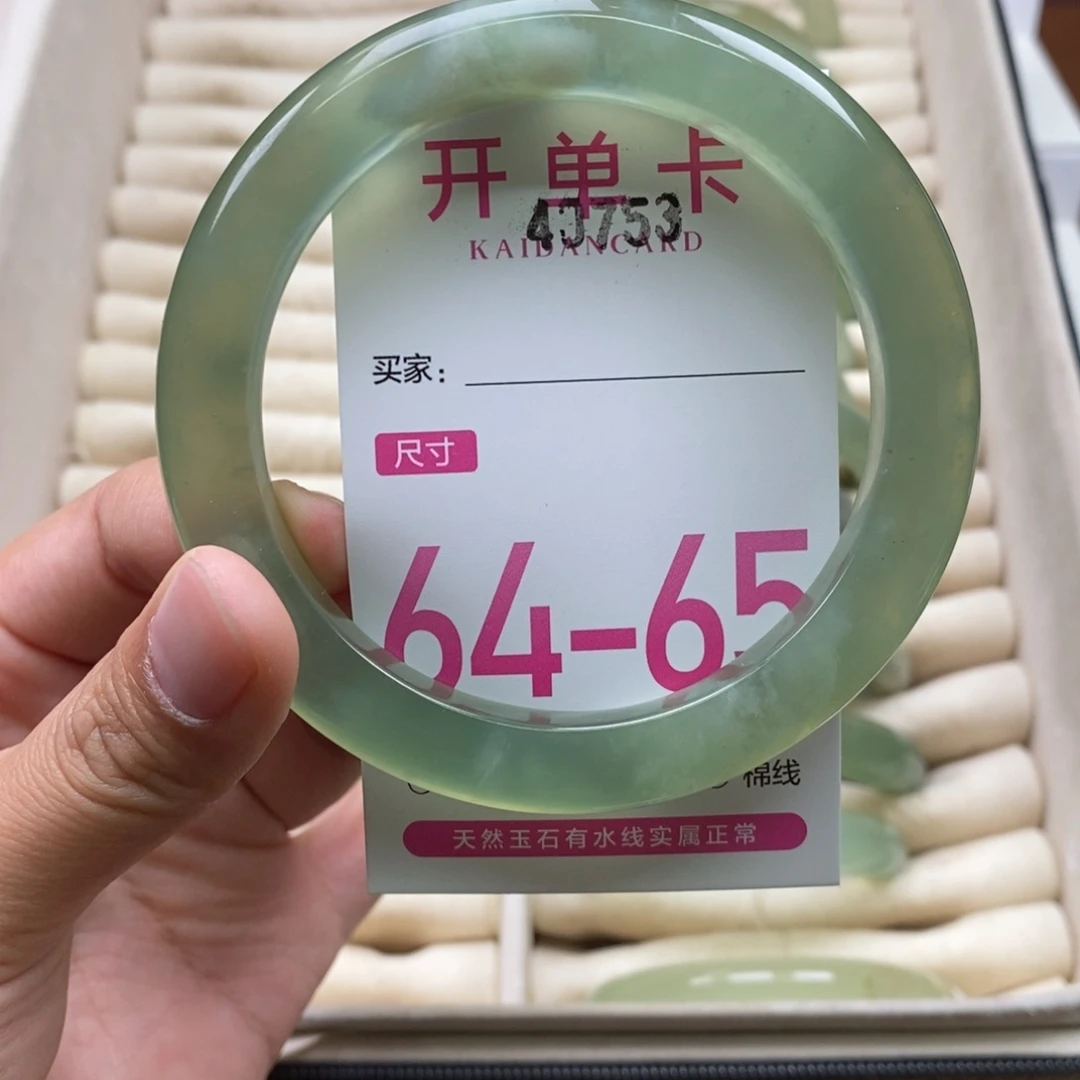 开单卡
43753
KAIDANCARD
买家：
尺寸
64-65
棉线
天然玉石有水线实属正常